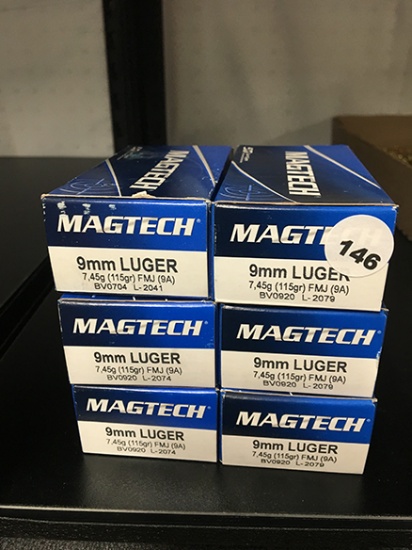 MAGTECH
MAGTECH
MAGTECH
9mm LUGER
7,45g (115gr) FMJ (9A)
BV0704 L-2041
MAGTECH
146
9mm LUGER
7,45g (115gr) FMJ (9A)
BV0920 L-2079
MAGTECH
9mm LUGER
7,45g (115gr) FMJ (9A)
BV0920 L-2074
MAGTECH
9mm LUGER
7,45g (115gr) FMJ (9A)
BV0920 L-2079
MAGTECH
9mm LUGER
7,45g (115gr) FMJ (9A)
BV0920 L-2074
MAGTECH
9mm LUGER
7,45g (115gr) FMJ (9A)
BV0920 L-2079